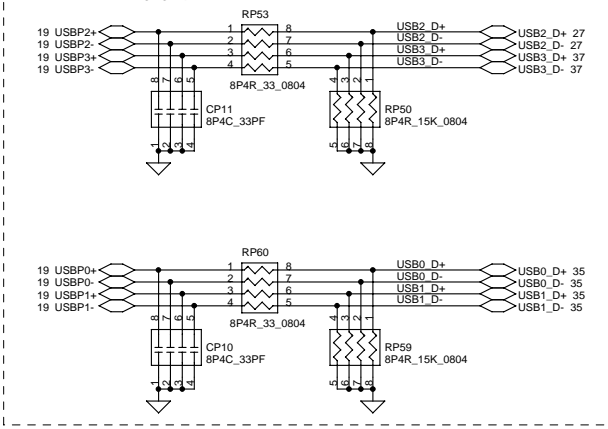 RP53
19 USBP2+ 1 8 USB2_D+ USB2_D+ 27
19 USBP2- 2 7 USB2_D- USB2_D- 27
19 USBP3+ 3 6 USB3_D+ USB3_D+ 37
19 USBP3- 4 5 USB3_D- USB3_D- 37
8P4R_33_0804
8 7 6 5 4 3 2 1
CP11 RP50
8P4C_33PF 8P4R_15K_0804
1 2 3 4 5 6 7 8
RP60
19 USBP0+ 1 8 USB0_D+ USB0_D+ 35
19 USBP0- 2 7 USB0_D- USB0_D- 35
19 USBP1+ 3 6 USB1_D+ USB1_D+ 35
19 USBP1- 4 5 USB1_D- USB1_D- 35
8P4R_33_0804
8 7 6 5 4 3 2 1
CP10 RP59
8P4C_33PF 8P4R_15K_0804
1 2 3 4 5 6 7 8